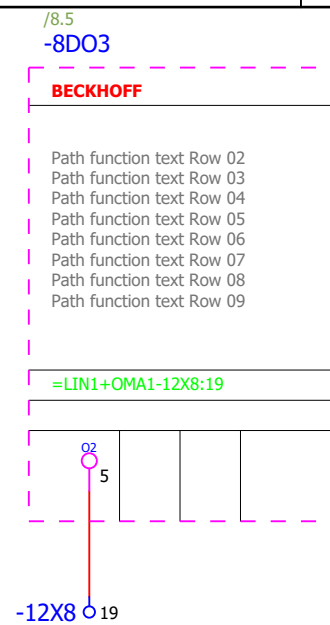 /8.5
-8DO3
BECKHOFF
Path function text Row 02
Path function text Row 03
Path function text Row 04
Path function text Row 05
Path function text Row 06
Path function text Row 07
Path function text Row 08
Path function text Row 09
=LIN1+OMA1-12X8:19
O2
5
-12X8 19